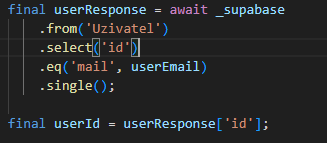 final userResponse = await _supabase
    .from('Uzivatel')
    .select('id')
    .eq('mail', userEmail)
    .single();

final userId = userResponse['id'];